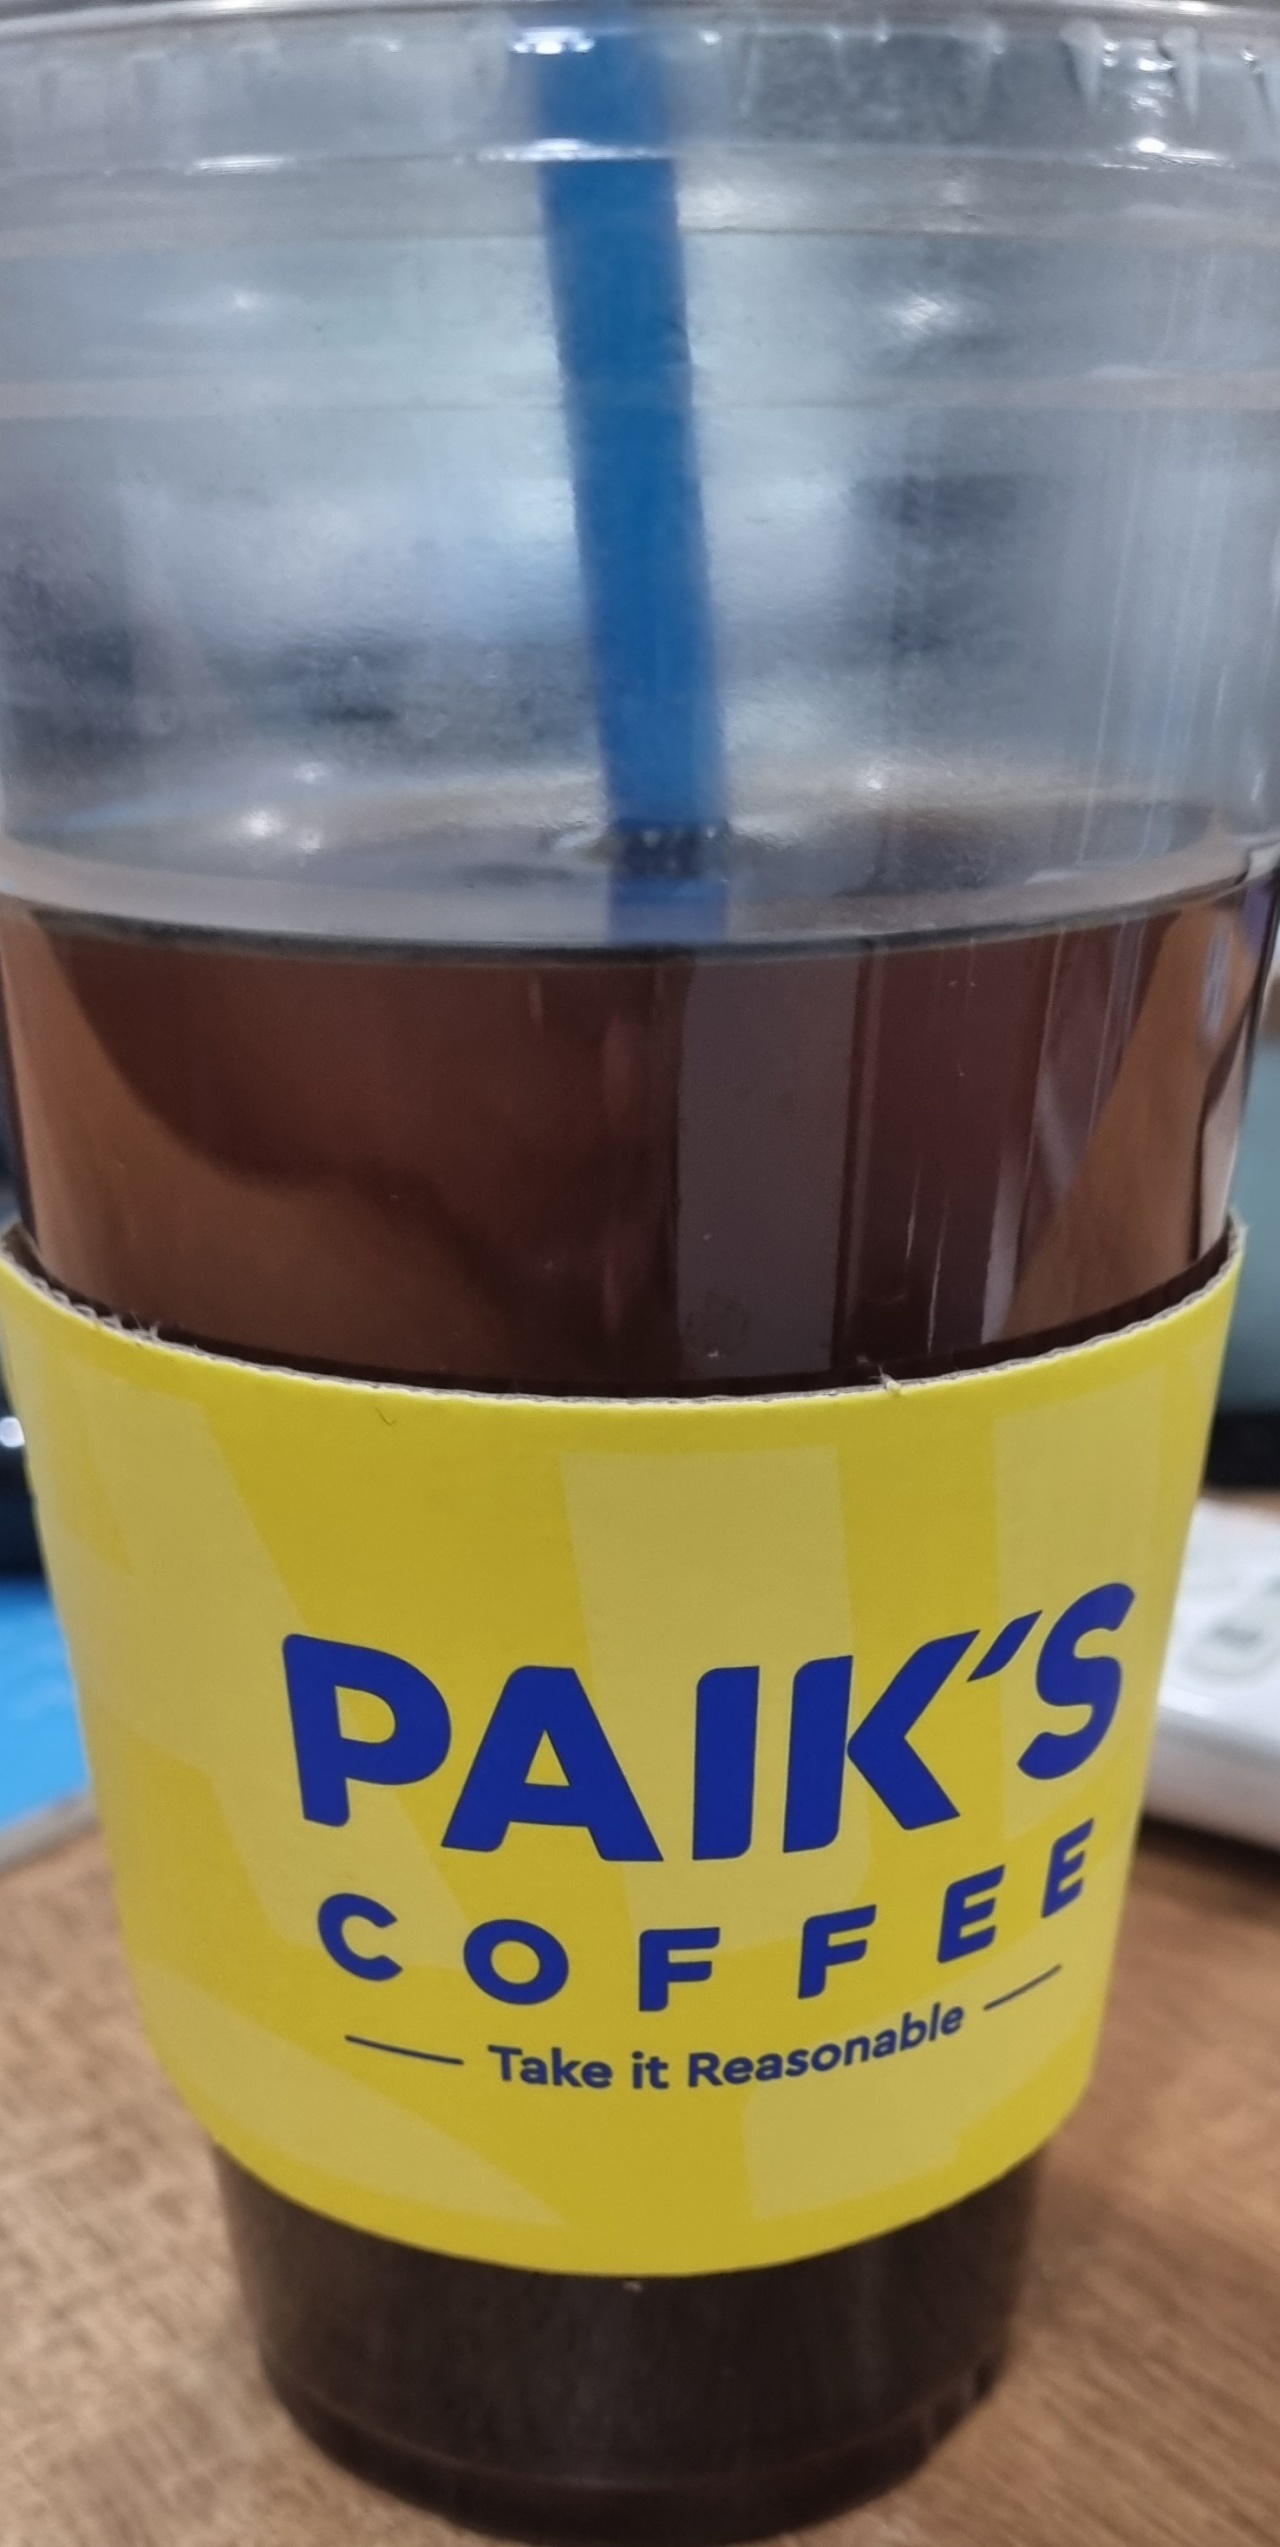 PAIK'S
COFFEE
Take it Reasonable